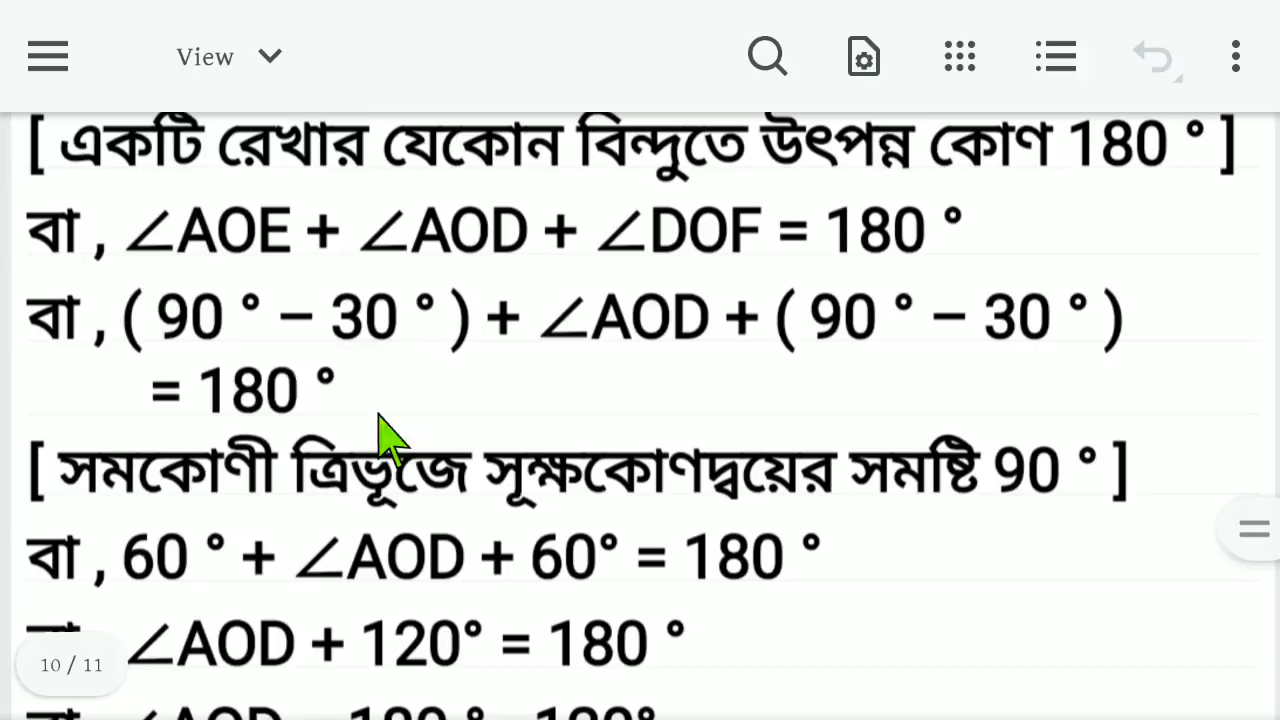 View
[ একটি রেখার যেকোন বিন্দুতে উৎপন্ন কোণ 180 ° ]
বা , ∠AOE + ∠AOD + ∠DOF = 180 °
বা , ( 90 ° – 30 ° ) + ∠AOD + ( 90 ° – 30 ° )
= 180 °
[ সমকোণী ত্রিভূজে সূক্ষকোণদ্বয়ের সমষ্টি 90 ° ]
বা , 60 ° + ∠AOD + 60° = 180 °
∠AOD + 120° = 180 °
10 / 11